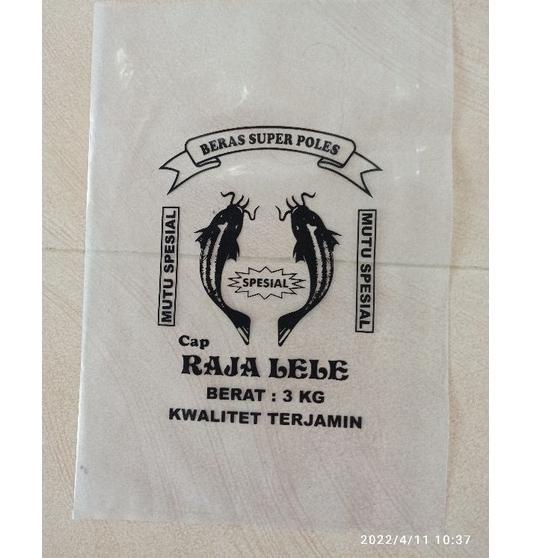 BERAS SUPER POLES
MUTU SPESIAL
SPESIAL
MUTU SPESIAL
Cap
RAJA LELE
BERAT : 3 KG
KWALITET TERJAMIN
2022/4/11 10:37